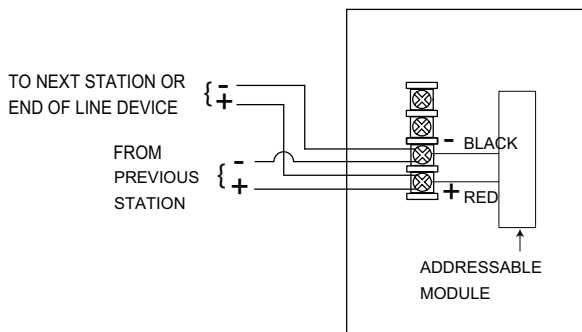 TO NEXT STATION OR
END OF LINE DEVICE
{ -
+
FROM
PREVIOUS
STATION
{ -
+
- BLACK
+ RED
ADDRESSABLE
MODULE